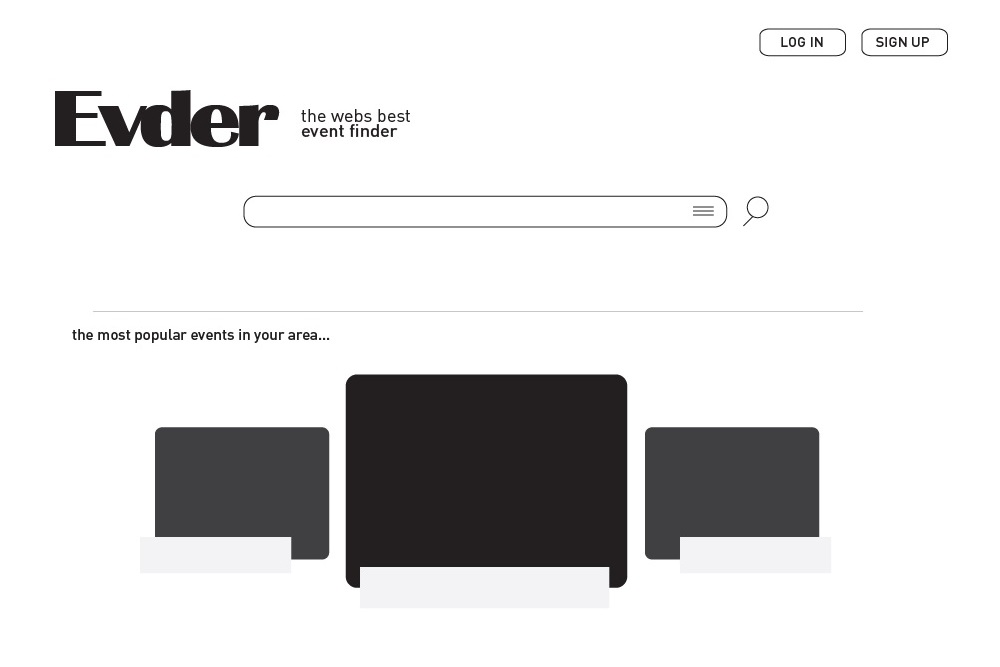 LOG IN
SIGN UP
Evder
the webs best
event finder
the most popular events in your area...